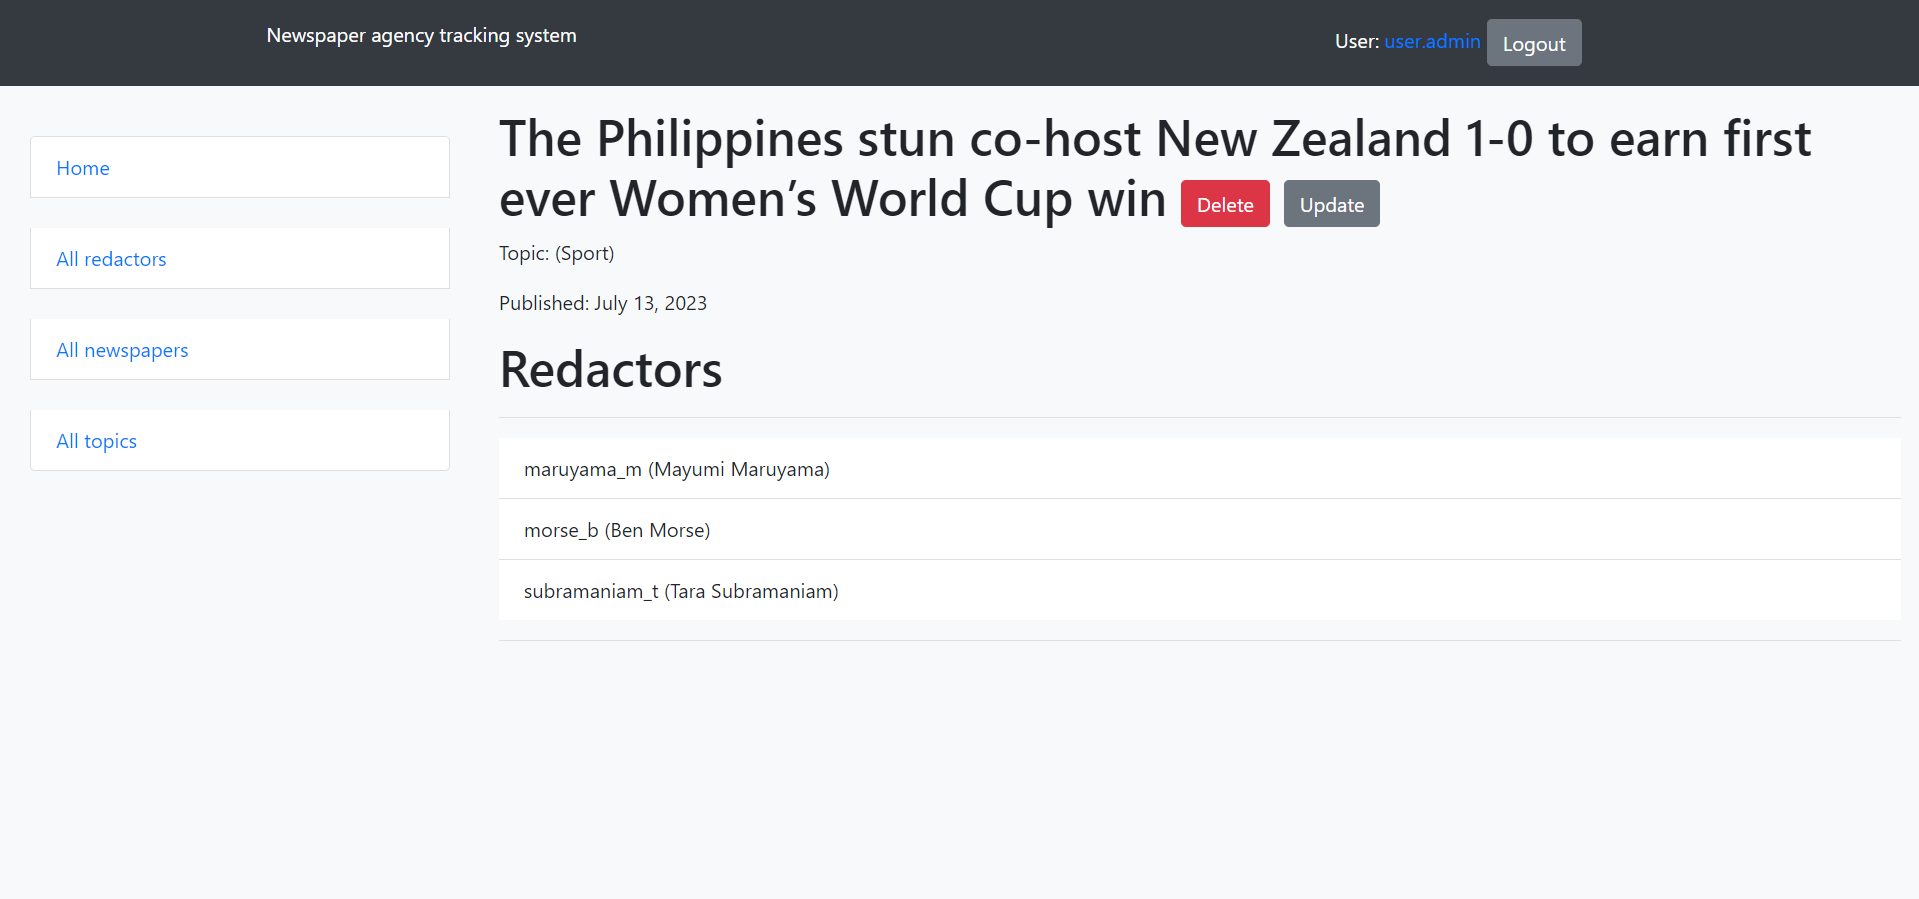 Newspaper agency tracking system
User: user.admin Logout
Home
All redactors
All newspapers
All topics
The Philippines stun co-host New Zealand 1-0 to earn first
ever Women’s World Cup win Delete Update
Topic: (Sport)
Published: July 13, 2023
Redactors
maruyama_m (Mayumi Maruyama)
morse_b (Ben Morse)
subramaniam_t (Tara Subramaniam)